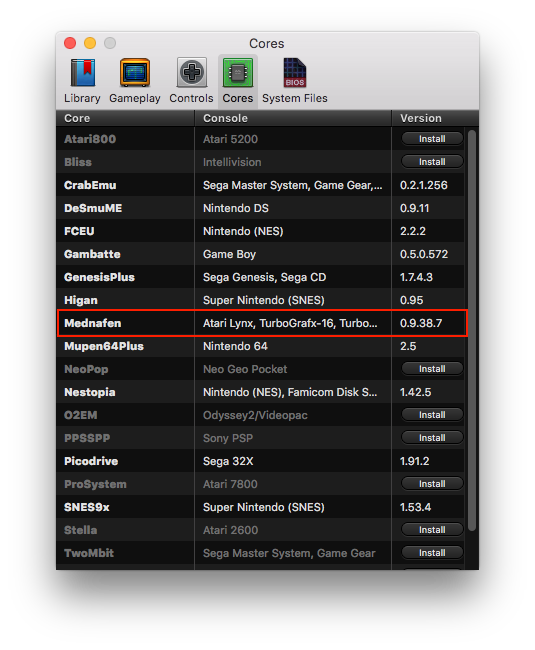 Cores
Library Gameplay Controls Cores System Files
BIOS
Core Console Version
Atari800 Atari 5200 Install
Bliss Intellivision Install
CrabEmu Sega Master System, Game Gear,... 0.2.1.256
DeSmuME Nintendo DS 0.9.11
FCEU Nintendo (NES) 2.2.2
Gambatte Game Boy 0.5.0.572
GenesisPlus Sega Genesis, Sega CD 1.7.4.3
Higan Super Nintendo (SNES) 0.95
Mednafen Atari Lynx, TurboGrafx-16, Turbo... 0.9.38.7
Mupen64Plus Nintendo 64 2.5
NeoPop Neo Geo Pocket Install
Nestopia Nintendo (NES), Famicom Disk S... 1.42.5
O2EM Odyssey2/Videopac Install
PPSSPP Sony PSP Install
Picodrive Sega 32X 1.91.2
ProSystem Atari 7800 Install
SNES9x Super Nintendo (SNES) 1.53.4
Stella Atari 2600 Install
TwoMbit Sega Master System, Game Gear Install